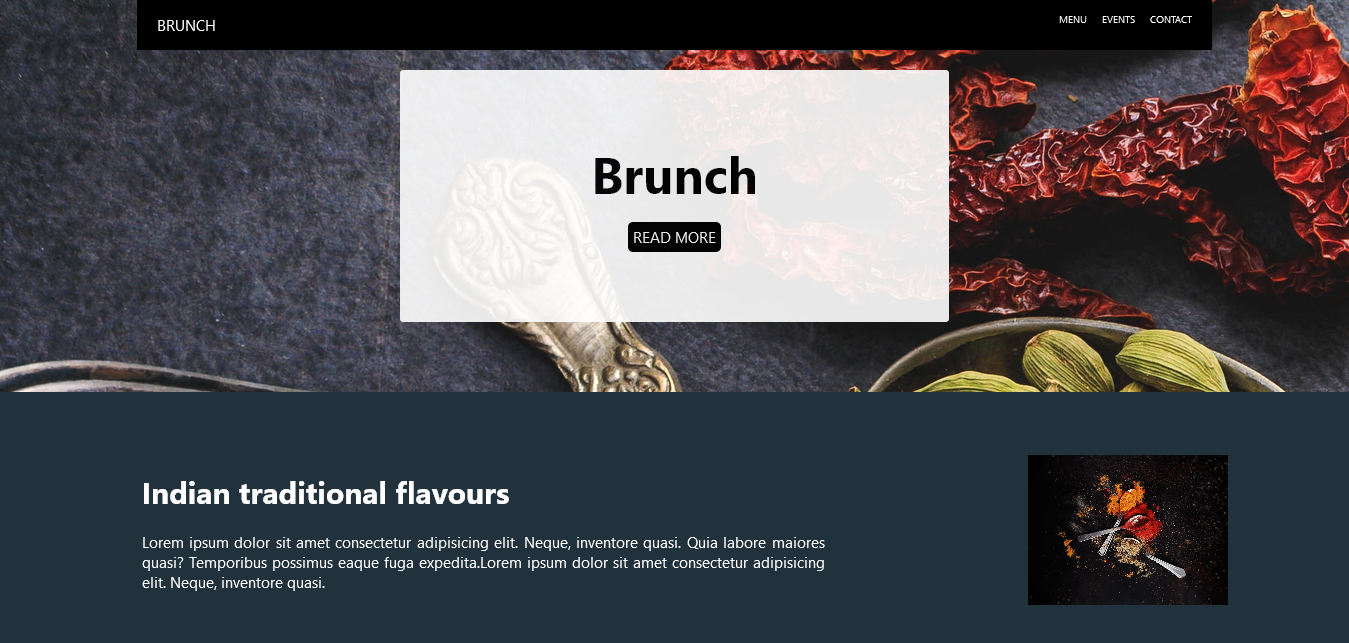 BRUNCH
MENU EVENTS CONTACT
Brunch
READ MORE
Indian traditional flavours
Lorem ipsum dolor sit amet consectetur adipisicing elit. Neque, inventore quasi. Quia labore maiores
quasi? Temporibus possimus eaque fuga expedita.Lorem ipsum dolor sit amet consectetur adipisicing
elit. Neque, inventore quasi.